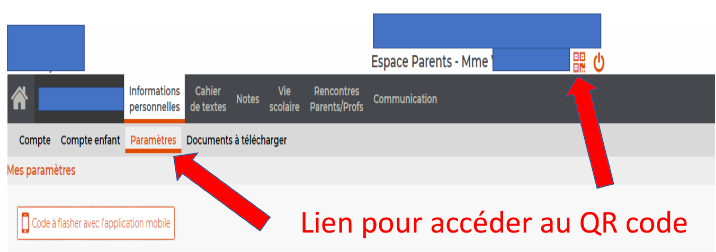 Espace Parents - Mme
Informations personnelles
Cahier de textes
Notes
Vie scolaire
Rencontres Parents/Profs
Communication
Compte Compte enfant Paramètres Documents à télécharger
Mes paramètres
Code à flasher avec l'application mobile
Lien pour accéder au QR code